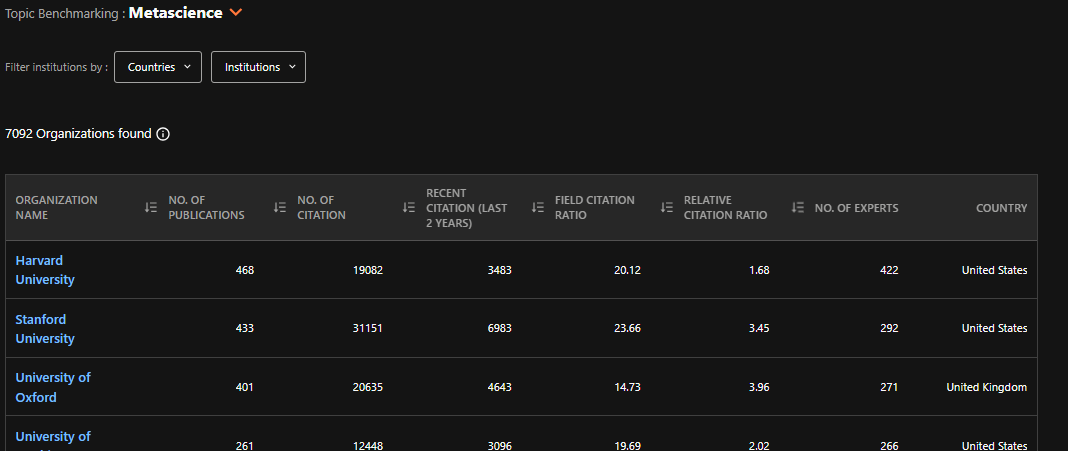 Topic Benchmarking : Metascience
Filter institutions by : Countries Institutions
7092 Organizations found
ORGANIZATION NAME NO. OF PUBLICATIONS NO. OF CITATION RECENT CITATION (LAST 2 YEARS) FIELD CITATION RATIO RELATIVE CITATION RATIO NO. OF EXPERTS COUNTRY
Harvard University 468 19082 3483 20.12 1.68 422 United States
Stanford University 433 31151 6983 23.66 3.45 292 United States
University of Oxford 401 20635 4643 14.73 3.96 271 United Kingdom
University of 261 12448 3096 19.69 2.02 266 United States